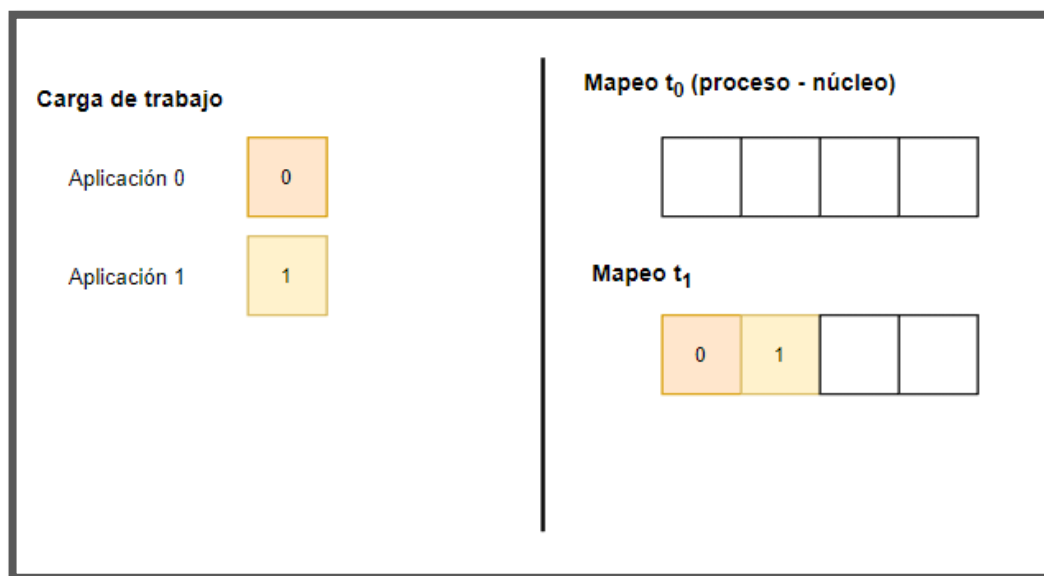 Carga de trabajo
Aplicación 0
0
Aplicación 1
1
Mapeo t0 (proceso - núcleo)
Mapeo t1
0
1